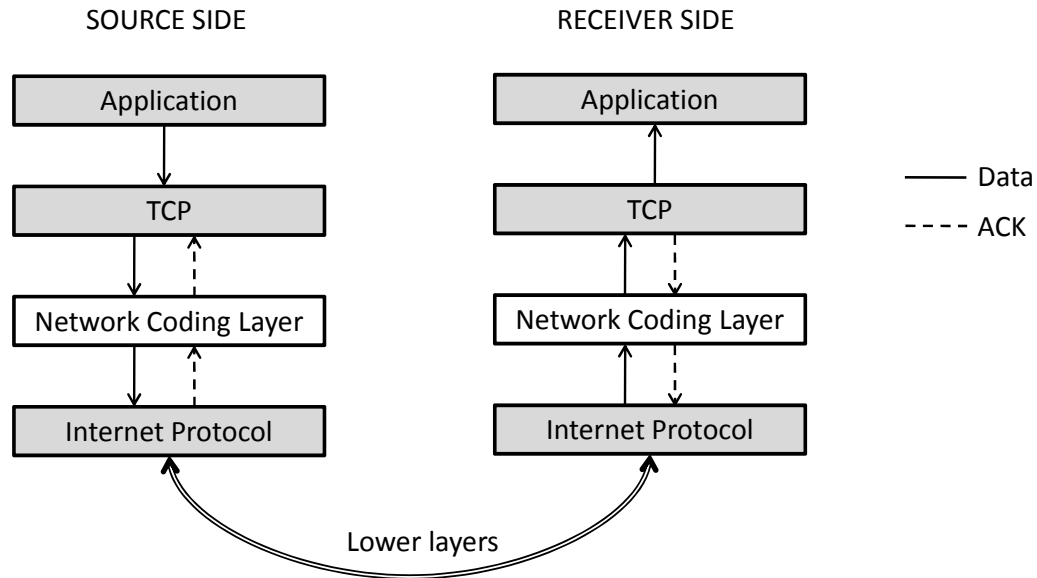 SOURCE SIDE
RECEIVER SIDE
Application
Application
TCP
TCP
Data
ACK
Network Coding Layer
Network Coding Layer
Internet Protocol
Internet Protocol
Lower layers